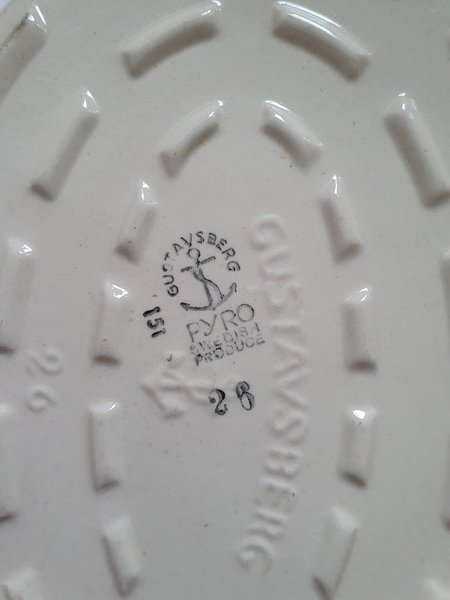 GUSTAVSBERG
151
PYRO
SWEDISH
PRODUCE
26
GUSTAVSBERG
26